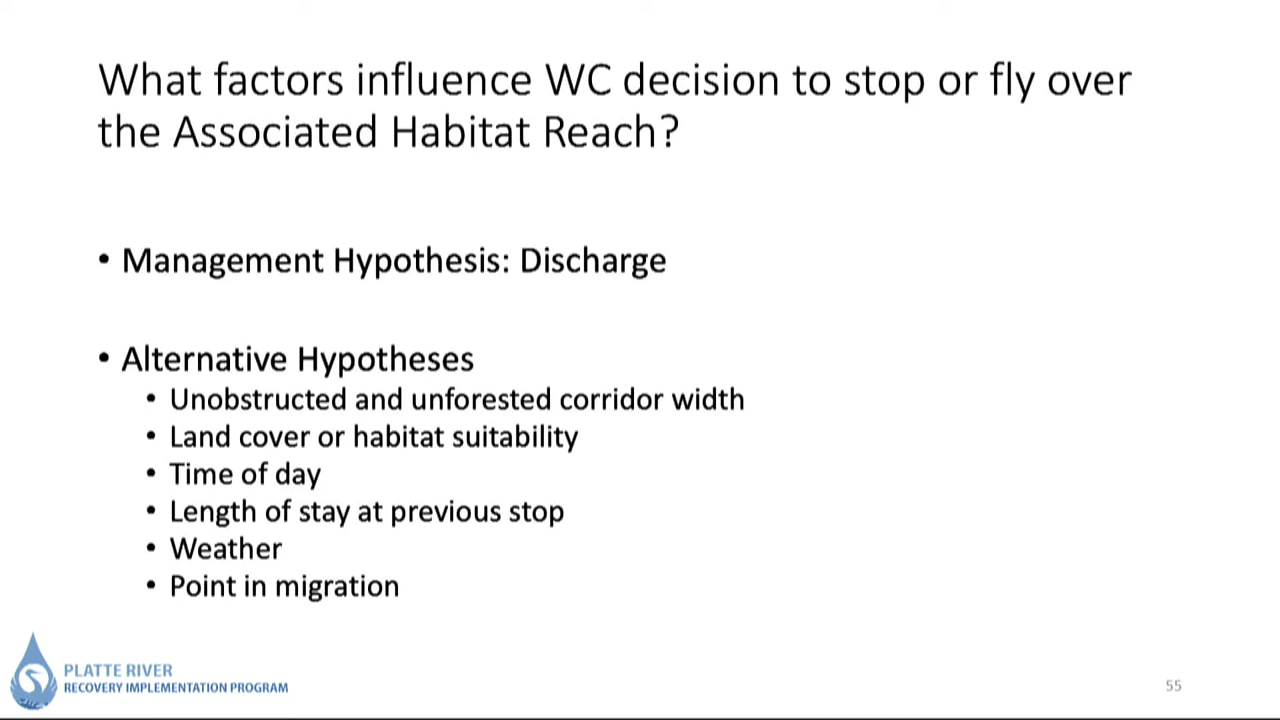 What factors influence WC decision to stop or fly over
the Associated Habitat Reach?
• Management Hypothesis: Discharge
• Alternative Hypotheses
• Unobstructed and unforested corridor width
• Land cover or habitat suitability
• Time of day
• Length of stay at previous stop
• Weather
• Point in migration
PLATTE RIVER
RECOVERY IMPLEMENTATION PROGRAM
55